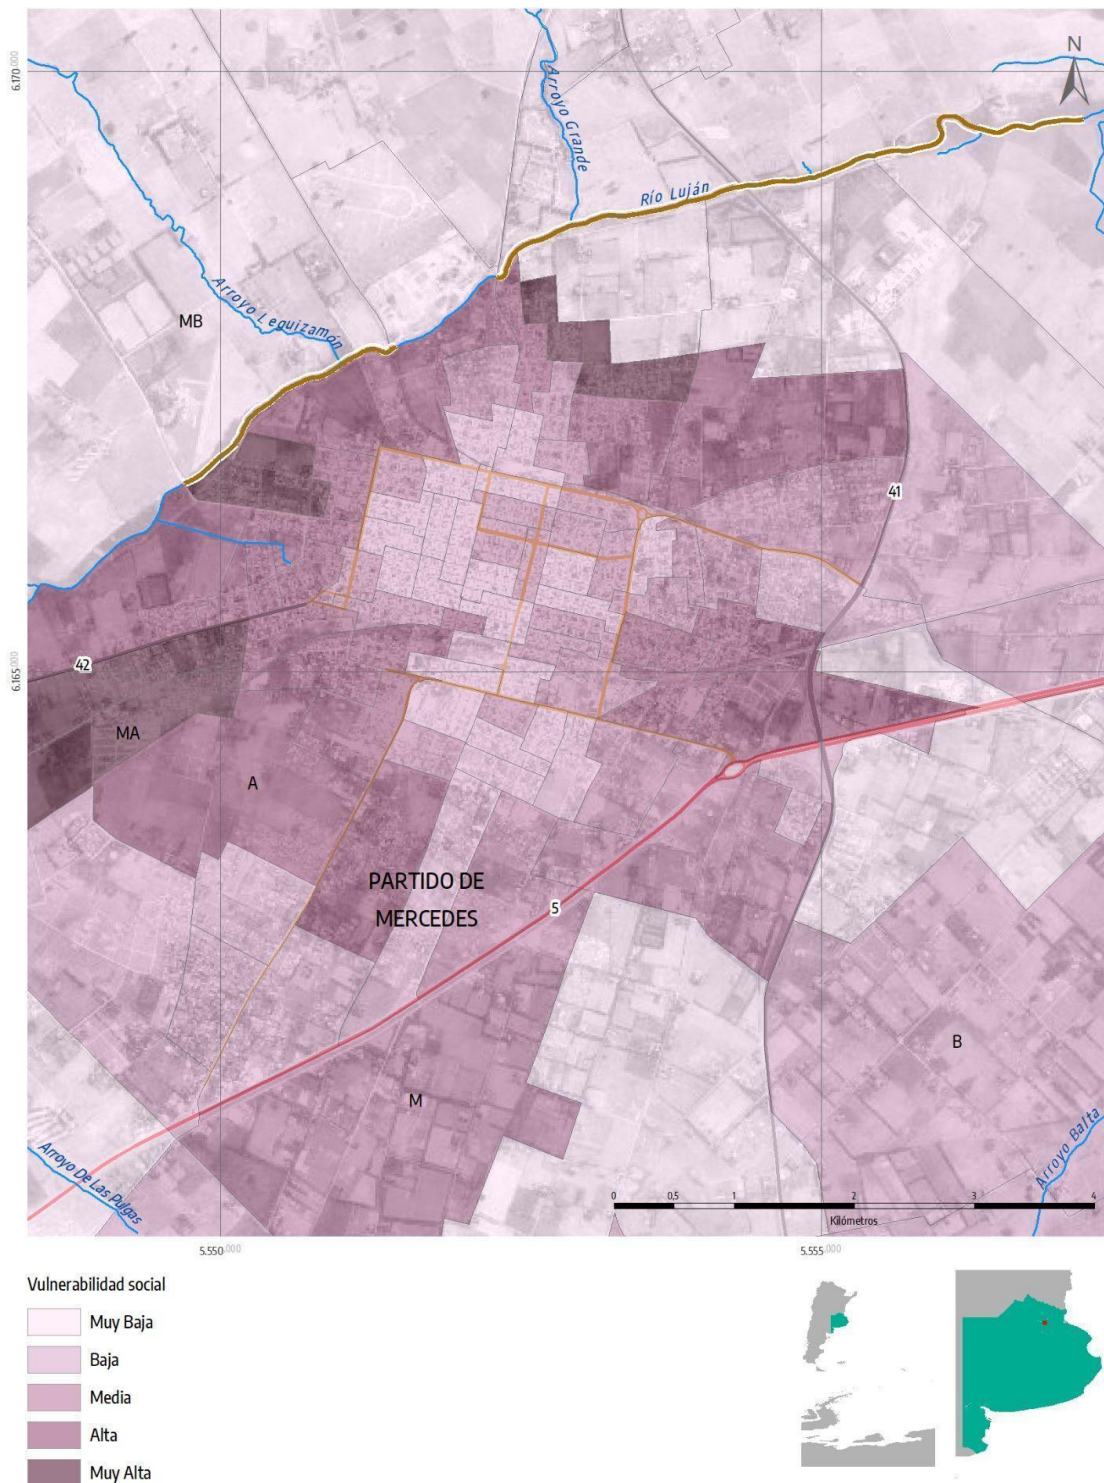 N
6.170.000
Arroyo Grande
Río Luján
Arroyo Leguizamón
MB
41
42
6.165.000
MA
A
PARTIDO DE
MERCEDES
5
B
M
Arroyo De Las Pulgas
Arroyo Balta
0 0,5 1 2 3 4
Kilómetros
5.550.000
5.555.000
Vulnerabilidad social
Muy Baja
Baja
Media
Alta
Muy Alta